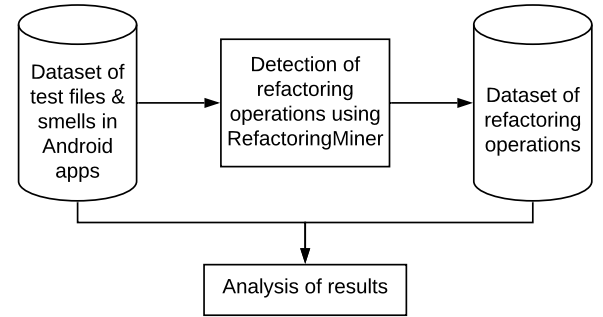 Dataset of
test files &
smells in
Android
apps
Detection of
refactoring
operations using
RefactoringMiner
Dataset of
refactoring
operations
Analysis of results